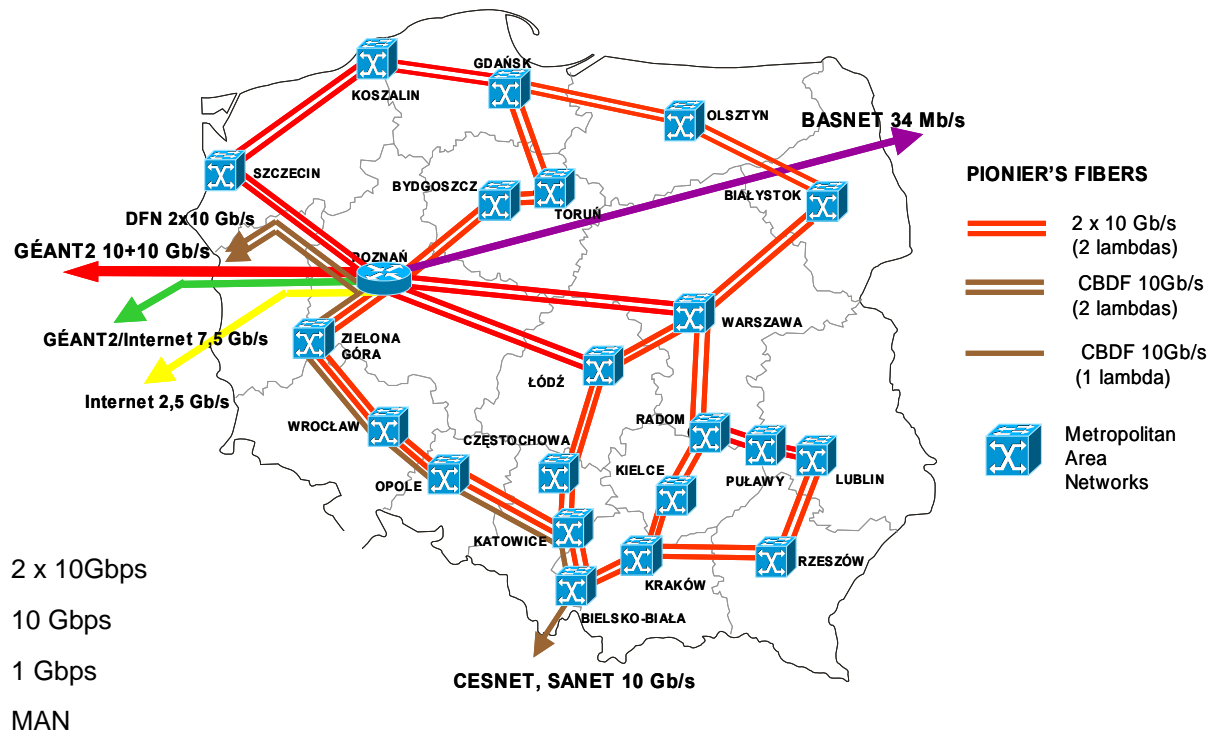 GDAŃSK
KOSZALIN
OLSZTYN
BASNET 34 Mb/s
SZCZECIN
BYDGOSZCZ
TORUŃ
BIAŁYSTOK
DFN 2x10 Gb/s
GÉANT2 10+10 Gb/s
POZNAŃ
GÉANT2/Internet 7,5 Gb/s
ZIELONA
GÓRA
WARSZAWA
ŁÓDŹ
Internet 2,5 Gb/s
WROCŁAW
CZĘSTOCHOWA
RADOM
KIELCE
PUŁAWY
LUBLIN
OPOLE
KATOWICE
KRAKÓW
RZESZÓW
BIELSKO-BIAŁA
CESNET, SANET 10 Gb/s
PIONIER'S FIBERS
2 x 10 Gb/s
(2 lambdas)
CBDF 10Gb/s
(2 lambdas)
CBDF 10Gb/s
(1 lambda)
Metropolitan
Area
Networks
2 x 10Gbps
10 Gbps
1 Gbps
MAN